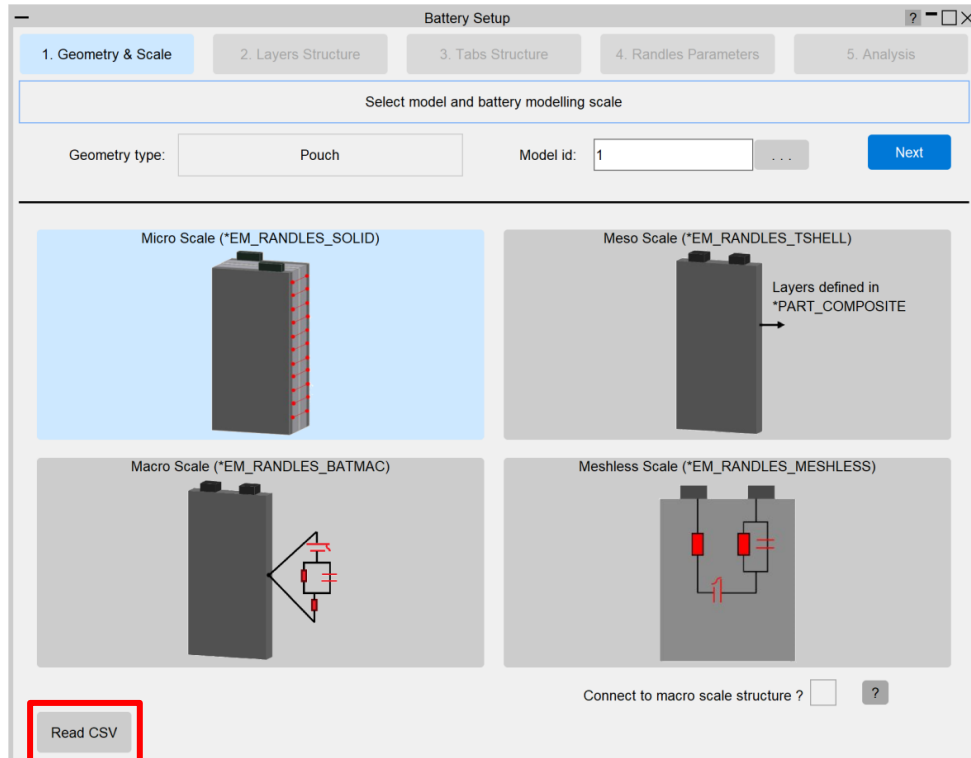 Battery Setup
?
1. Geometry & Scale 2. Layers Structure 3. Tabs Structure 4. Randles Parameters 5. Analysis
Select model and battery modelling scale
Geometry type: Pouch Model id: 1 ... Next
Micro Scale (*EM_RANDLES_SOLID) Meso Scale (*EM_RANDLES_TSHELL)
Layers defined in
*PART_COMPOSITE
Macro Scale (*EM_RANDLES_BATMAC) Meshless Scale (*EM_RANDLES_MESHLESS)
Connect to macro scale structure ? ?
Read CSV